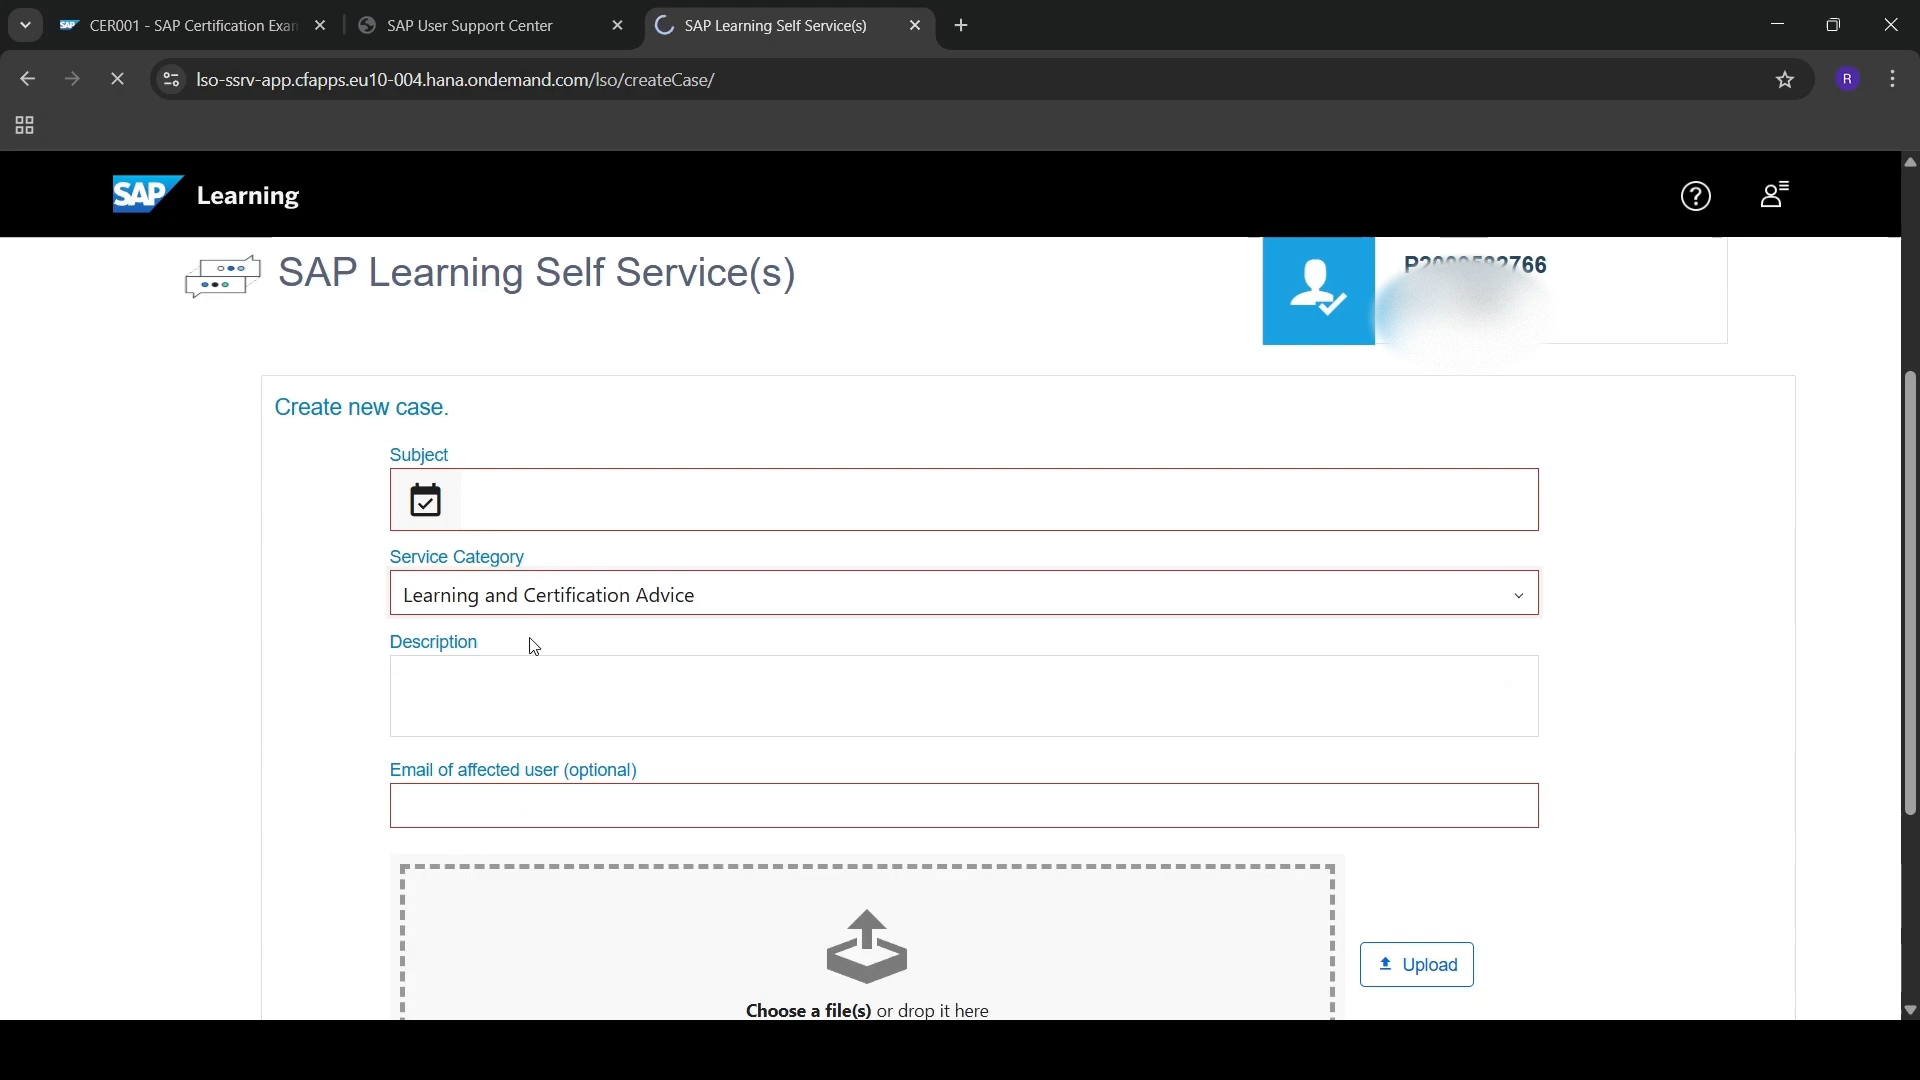 CER001 - SAP Certification Exan
SAP User Support Center
SAP Learning Self Service(s)
lso-ssrv-app.cfapps.eu10-004.hana.ondemand.com/lso/createCase/
R
SAP Learning
SAP Learning Self Service(s)
Create new case.
Subject
Service Category
Learning and Certification Advice
Description
Email of affected user (optional)
Upload
Choose a file(s) or drop it here